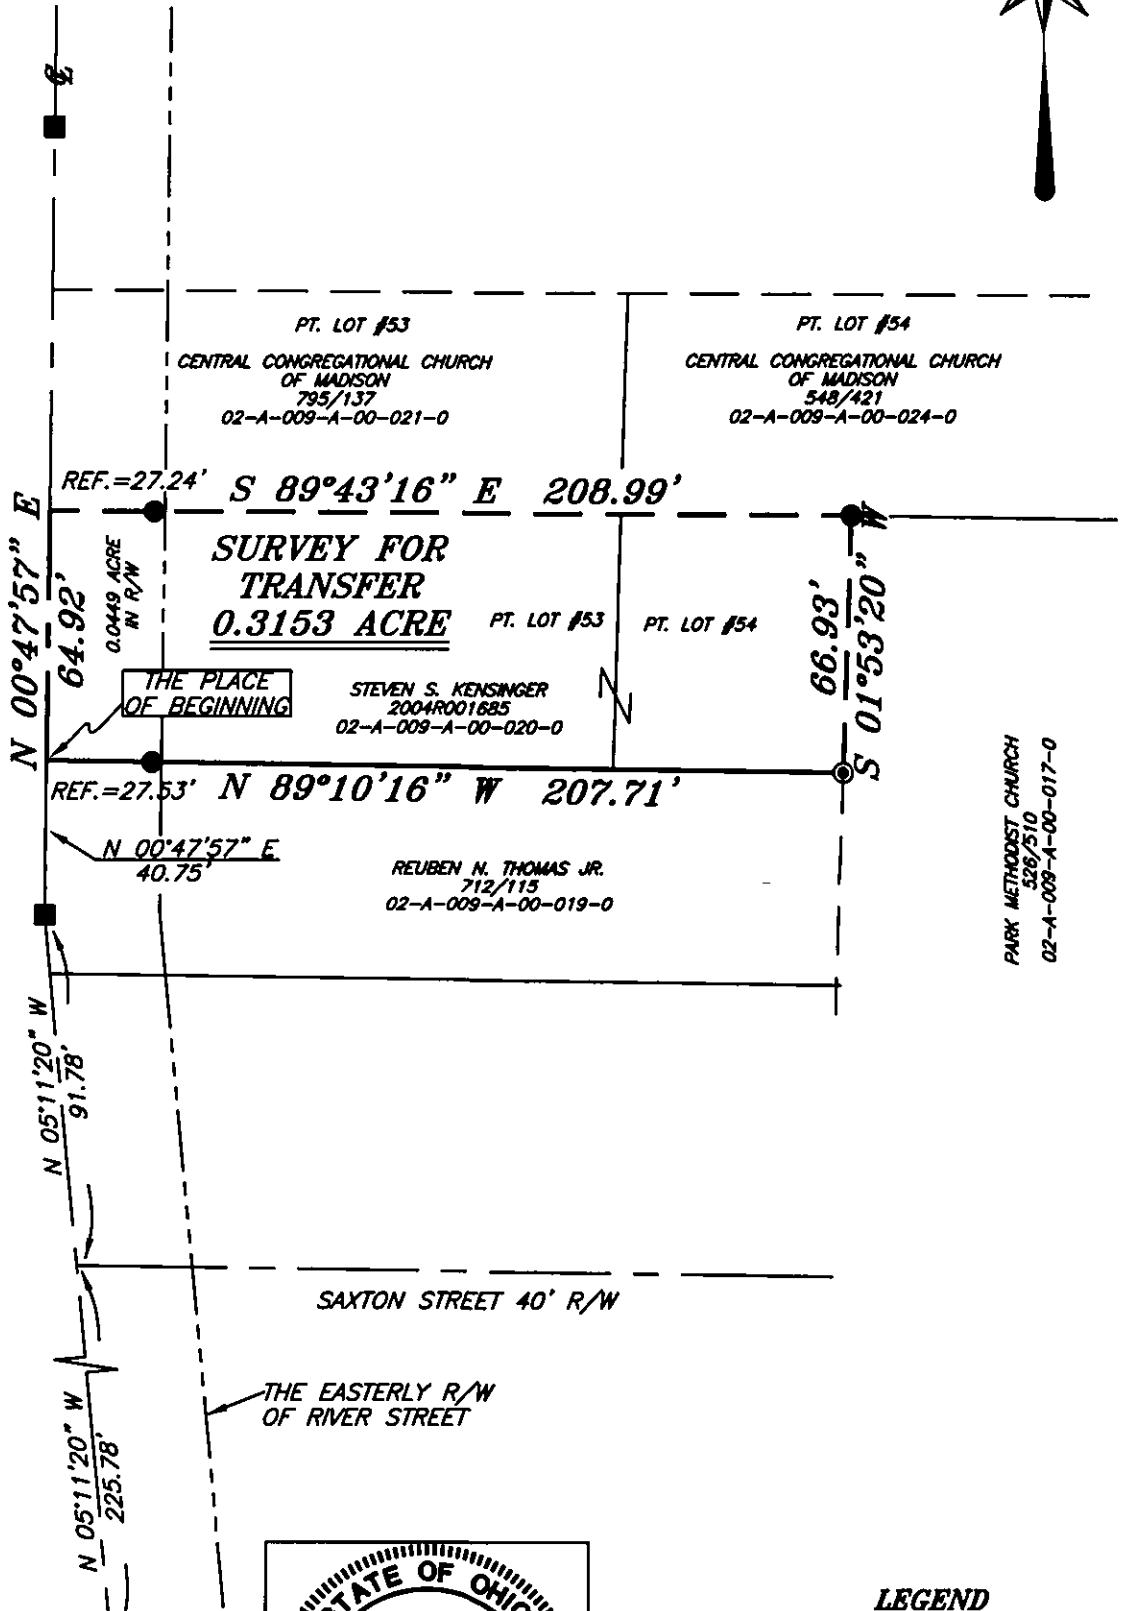 ℄
PT. LOT #53
CENTRAL CONGREGATIONAL CHURCH
OF MADISON
795/137
02-A-009-A-00-021-0
PT. LOT #54
CENTRAL CONGREGATIONAL CHURCH
OF MADISON
548/421
02-A-009-A-00-024-0
REF.=27.24'
S 89°43'16" E 208.99'
N 00°47'57" E
64.92'
0.0449 ACRE
IN R/W
SURVEY FOR
TRANSFER
0.3153 ACRE
PT. LOT #53
PT. LOT #54
66.93'
S 01°53'20" W
THE PLACE
OF BEGINNING
STEVEN S. KENSINGER
2004R001685
02-A-009-A-00-020-0
REF.=27.53'
N 89°10'16" W 207.71'
N 00°47'57" E
40.75'
REUBEN N. THOMAS JR.
712/115
02-A-009-A-00-019-0
PARK METHODIST CHURCH
526/510
02-A-009-A-00-017-0
N 05°11'20" W
91.78'
SAXTON STREET 40' R/W
THE EASTERLY R/W
OF RIVER STREET
N 05°11'20" W
225.78'
STATE OF OHIO
LEGEND